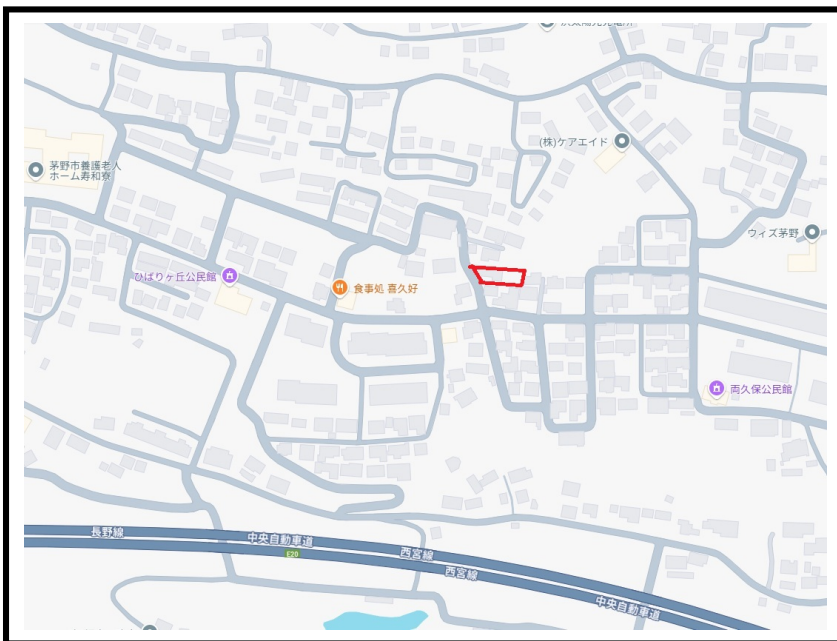 (株)ケアエイド
茅野市養護老人
ホーム寿和寮
ウィズ茅野
ひばりヶ丘公民館
食事処 喜久好
両久保公民館
長野線
中央自動車道
西宮線
E20
西宮線
中央自動車道